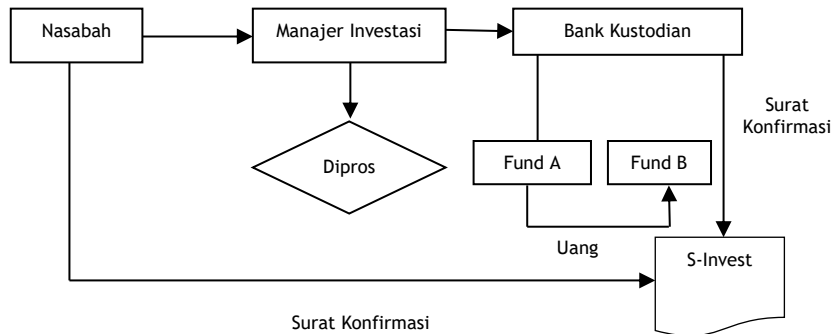 Nasabah
Manajer Investasi
Bank Kustodian
Surat
Konfirmasi
Dipros
Fund A
Fund B
Uang
S-Invest
Surat Konfirmasi